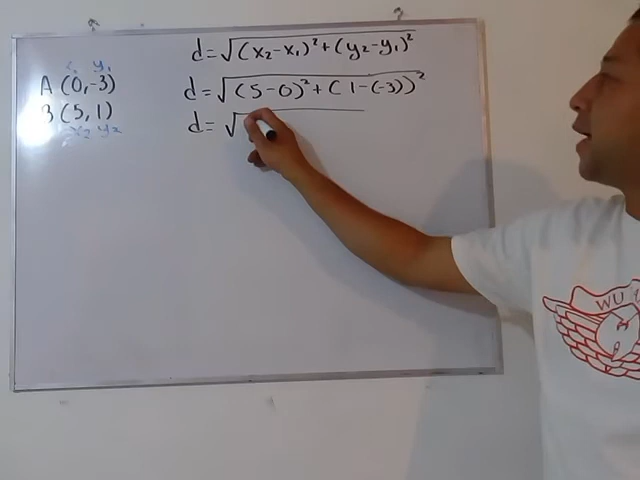 d = √(x₂-x₁)² + (y₂-y₁)²
y₁
A (0,-3)
d = √(5-0)² + (1-(-3))²
B (5, 1)
x₂ y₂
d = √
WU